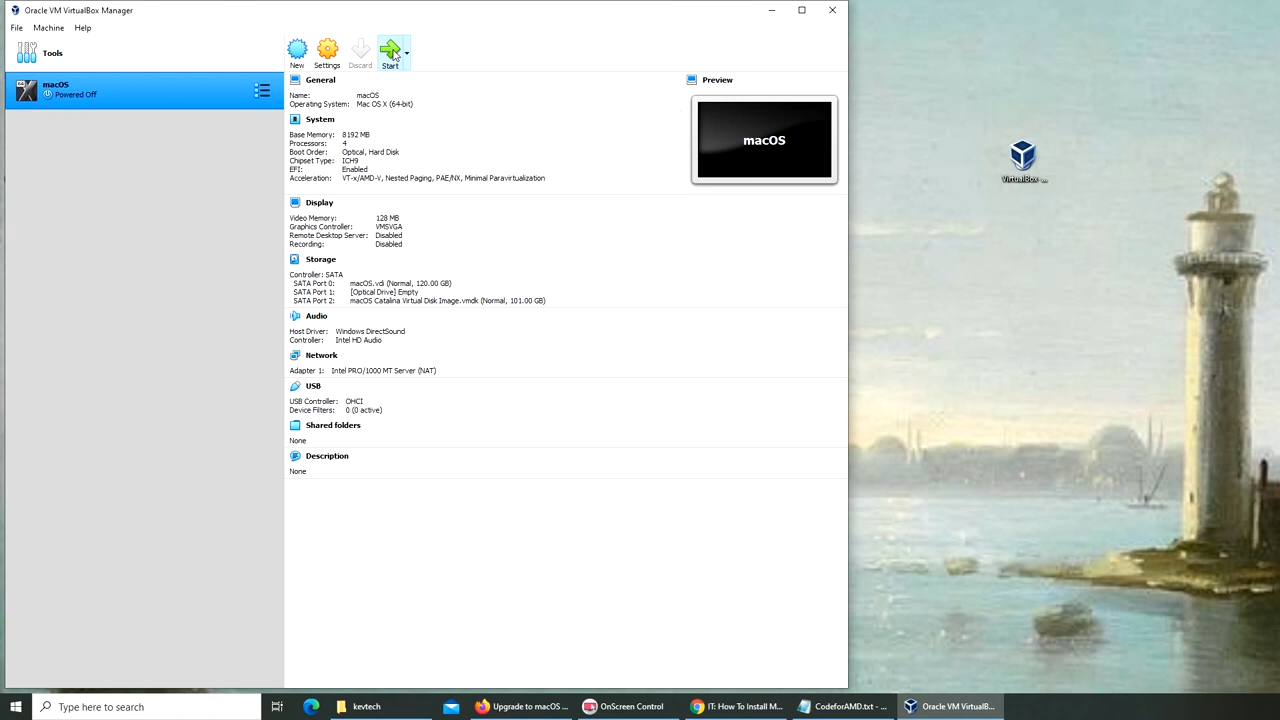 Oracle VM VirtualBox Manager
File Machine Help
Tools
New Settings Discard Start
64
macOS
Powered Off
General
Name: macOS
Operating System: Mac OS X (64-bit)
System
Base Memory: 8192 MB
Processors: 4
Boot Order: Optical, Hard Disk
Chipset Type: ICH9
EFI: Enabled
Acceleration: VT-x/AMD-V, Nested Paging, PAE/NX, Minimal Paravirtualization
Preview
macOS
Display
Video Memory: 128 MB
Graphics Controller: VMSVGA
Remote Desktop Server: Disabled
Recording: Disabled
Storage
Controller: SATA
SATA Port 0: macOS.vdi (Normal, 120.00 GB)
SATA Port 1: [Optical Drive] Empty
SATA Port 2: macOS Catalina Virtual Disk Image.vmdk (Normal, 101.00 GB)
Audio
Host Driver: Windows DirectSound
Controller: Intel HD Audio
Network
Adapter 1: Intel PRO/1000 MT Server (NAT)
USB
USB Controller: OHCI
Device Filters: 0 (0 active)
Shared folders
None
Description
None
VirtualBox -...
Type here to search
kevtech
Upgrade to macOS ...
OnScreen Control
IT: How To Install M...
CodeforAMD.txt - ...
Oracle VM VirtualB...